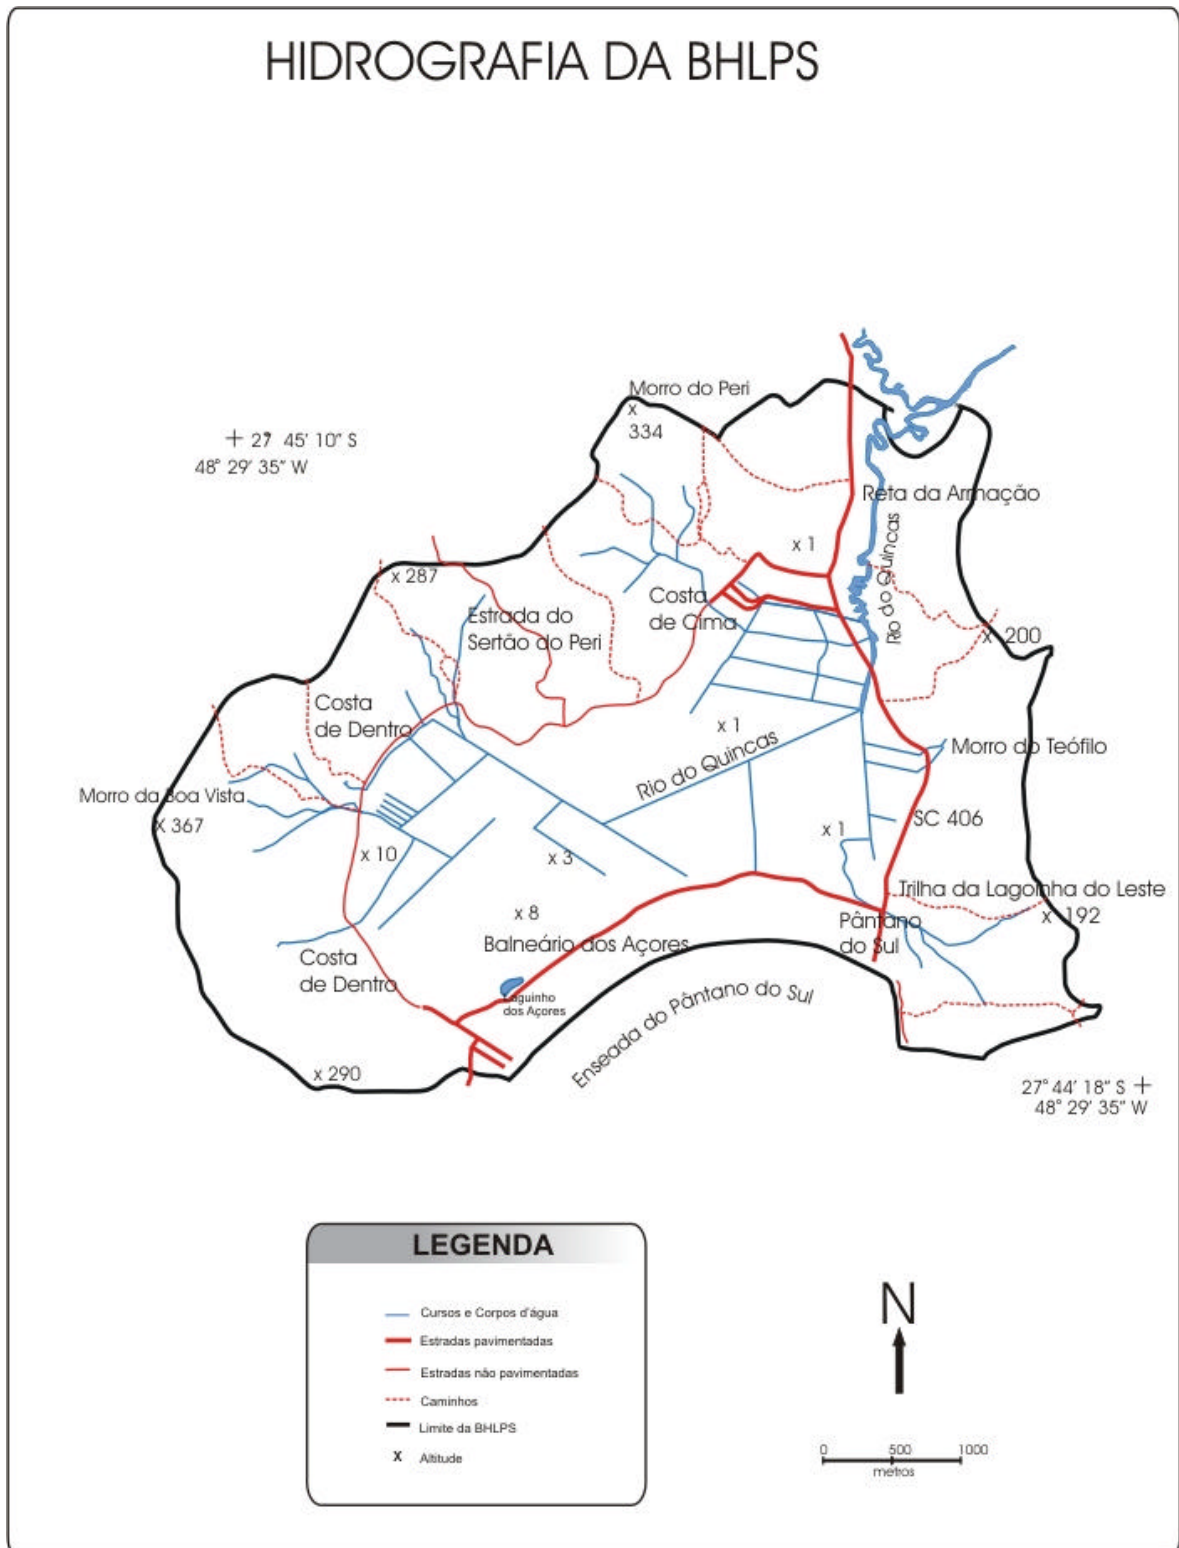 HIDROGRAFIA DA BHLPS
Morro do Peri
x
334
+ 27 45' 10" S
48° 29' 35" W
Reta da Armação
x 1
Rio do Quincas
x 287
Costa
de Cima
Estrada do
Sertão do Peri
x 200
Costa
de Dentro
x 1
Rio do Quincas
Morro do Teófilo
Morro da Boa Vista
x 367
SC 406
x 1
x 10
x 3
Trilha da Lagoinha do Leste
x 192
x 8
Pântano
do Sul
Balneário dos Açores
Costa
de Dentro
Laguinho
dos Açores
Enseada do Pântano do Sul
x 290
27° 44' 18" S +
48° 29' 35" W
LEGENDA
Cursos e Corpos d'água
Estradas pavimentadas
Estradas não pavimentadas
Caminhos
Limite da BHLPS
X Altitude
N
0 500 1000
metros